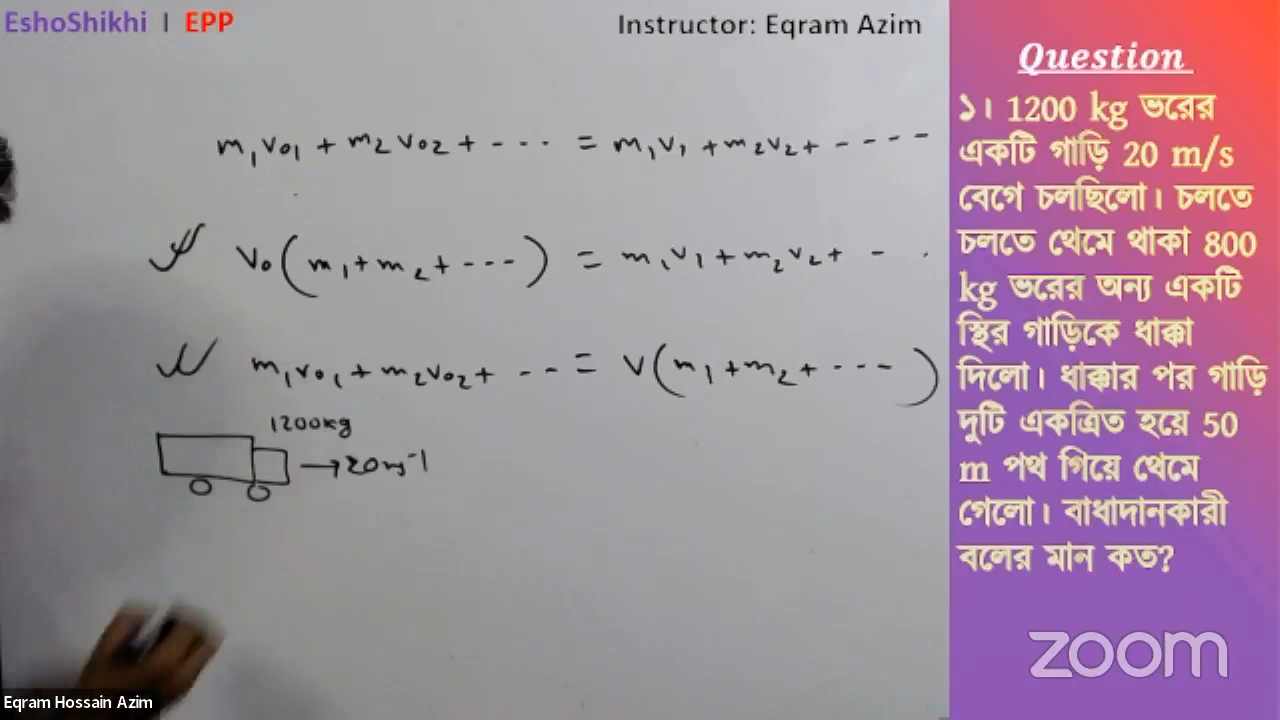 EshoShikhi | EPP
Instructor: Eqram Azim
m₁v₀₁ + m₂v₀₂ + --- = m₁v₁ + m₂v₂ + ----
v₀(m₁+m₂+---) = m₁v₁+m₂v₂+ - .
m₁v₀₁+m₂v₀₂+ --- = v(m₁+m₂+---)
1200kg
→20ms⁻¹
Question
১। 1200 kg ভরের
একটি গাড়ি 20 m/s
বেগে চলছিলো। চলতে
চলতে থেমে থাকা 800
kg ভরের অন্য একটি
স্থির গাড়িকে ধাক্কা
দিলো। ধাক্কার পর গাড়ি
দুটি একত্রিত হয়ে 50
m পথ গিয়ে থেমে
গেলো। বাধাদানকারী
বলের মান কত?
zoom
Eqram Hossain Azim